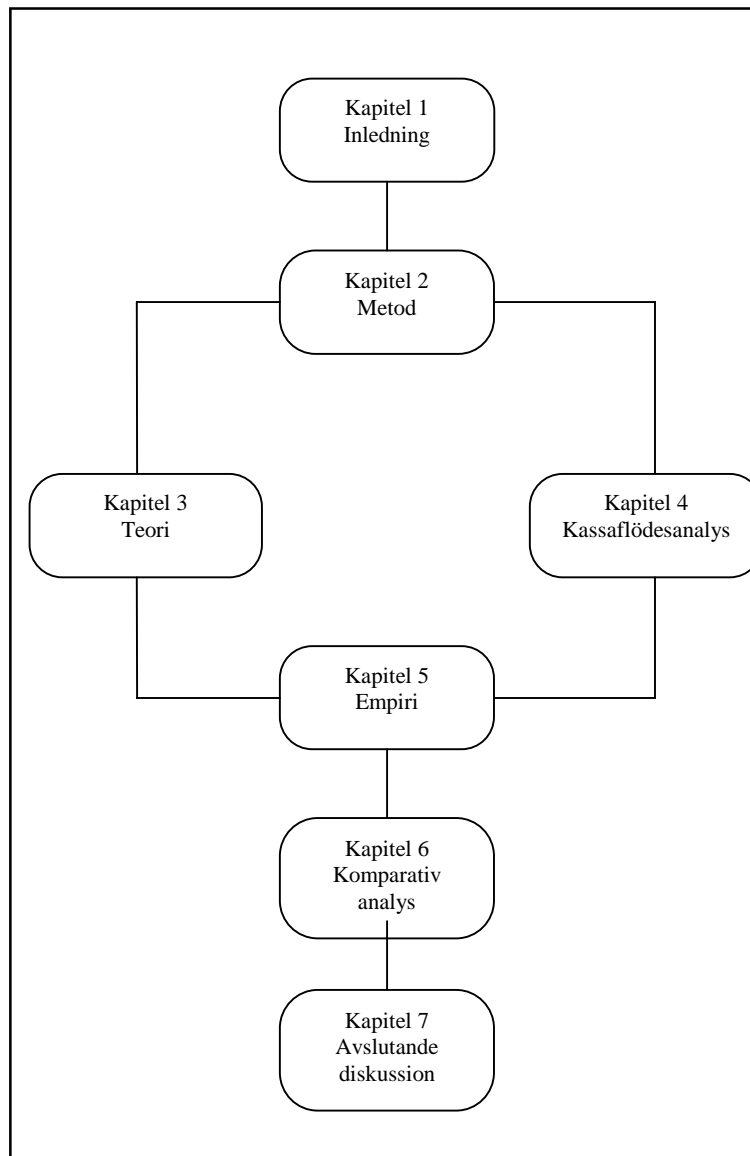 Kapitel 1
Inledning
Kapitel 2
Metod
Kapitel 3
Teori
Kapitel 4
Kassaflödesanalys
Kapitel 5
Empiri
Kapitel 6
Komparativ
analys
Kapitel 7
Avslutande
diskussion